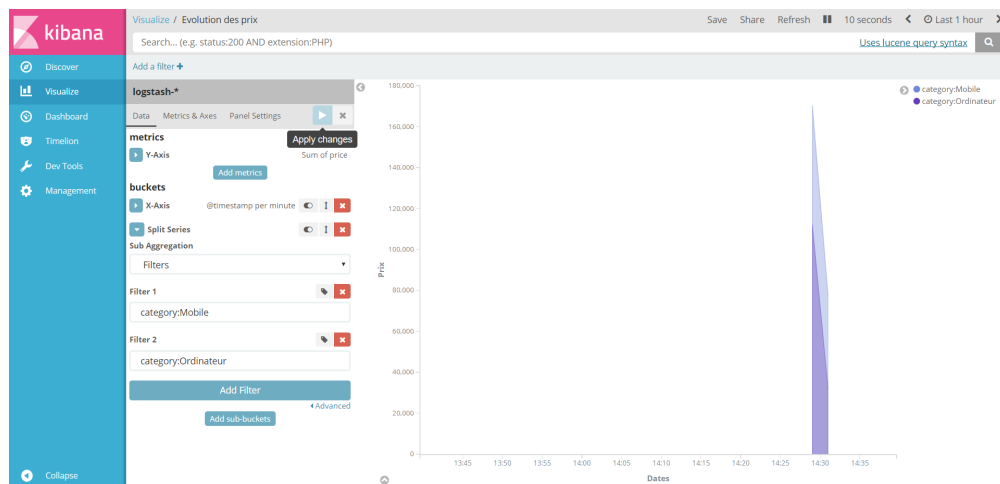 kibana
Discover
Visualize
Dashboard
Timelion
Dev Tools
Management
Collapse
Visualize / Evolution des prix
Save Share Refresh 10 seconds Last 1 hour
Search... (e.g. status:200 AND extension:PHP)
Uses lucene query syntax
Add a filter +
logstash-*
Data Metrics & Axes Panel Settings
Apply changes
metrics
Y-Axis Sum of price
Add metrics
buckets
X-Axis @timestamp per minute
Split Series
Sub Aggregation
Filters
Filter 1
category:Mobile
Filter 2
category:Ordinateur
Add Filter
Advanced
Add sub-buckets
180,000
160,000
140,000
120,000
100,000
80,000
60,000
40,000
20,000
0
Prix
13:45 13:50 13:55 14:00 14:05 14:10 14:15 14:20 14:25 14:30 14:35
Dates
category:Mobile
category:Ordinateur